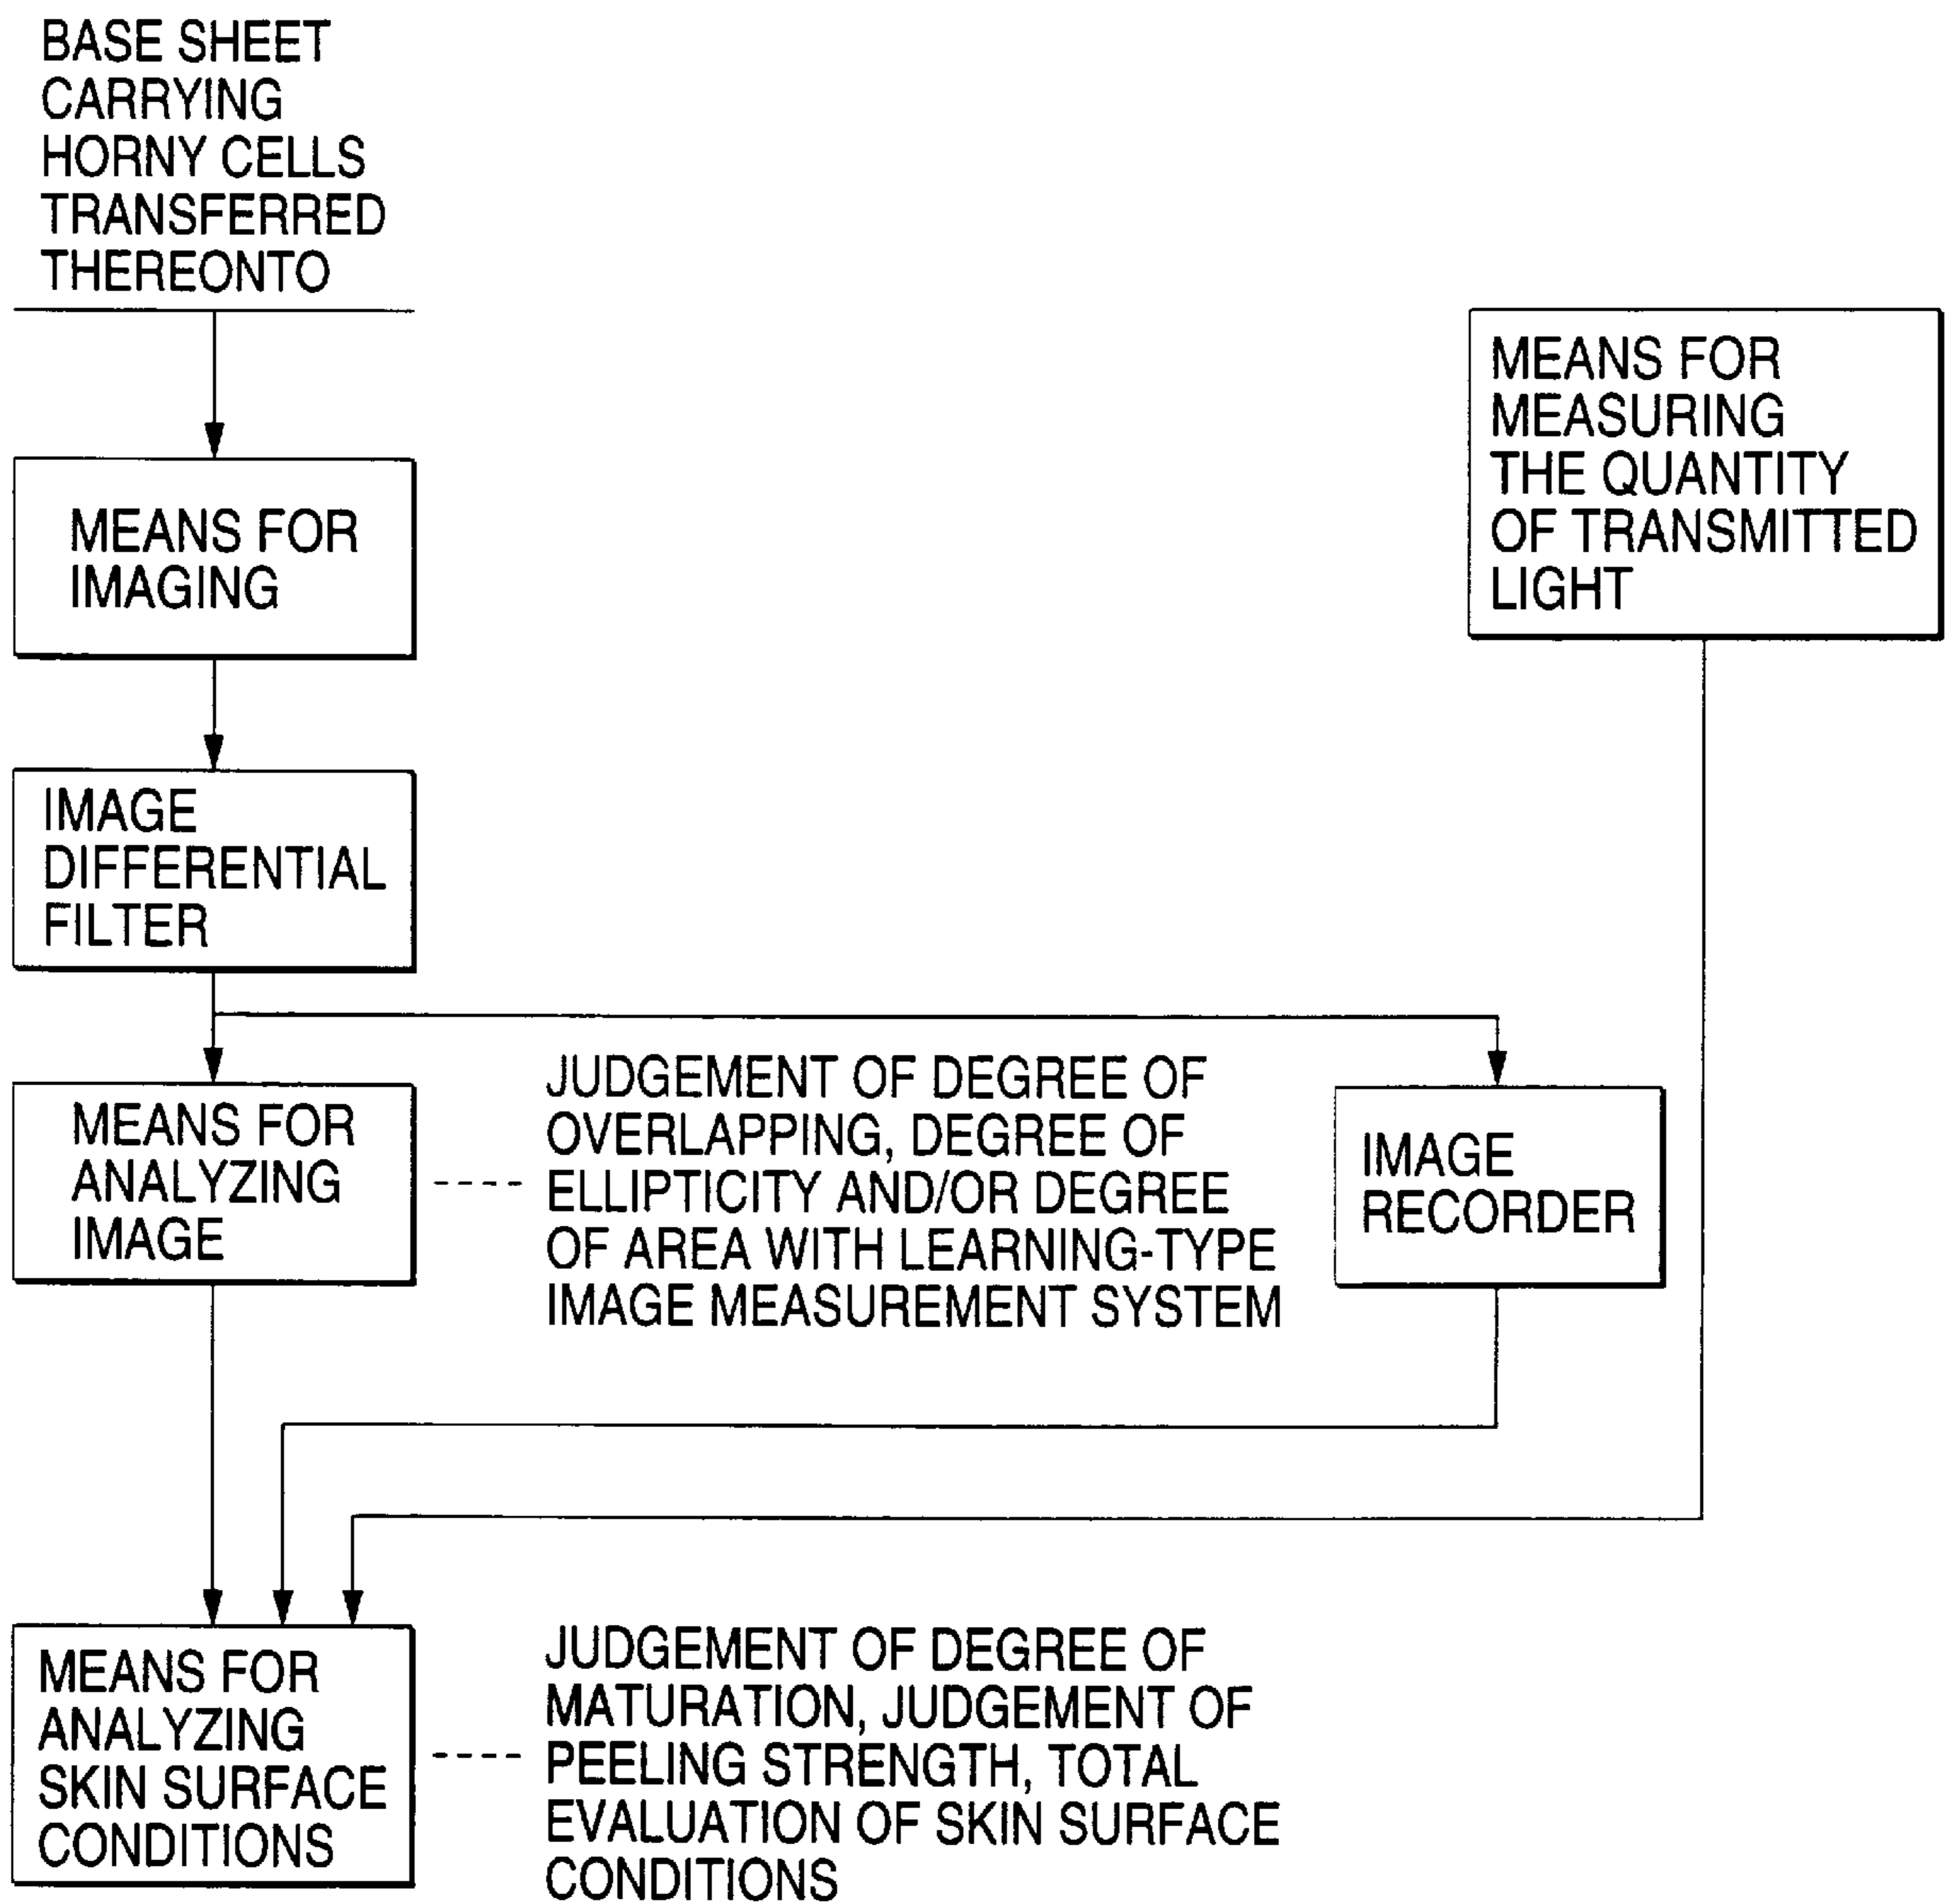 BASE SHEET
CARRYING
HORNY CELLS
TRANSFERRED
THEREONTO
MEANS FOR
MEASURING
THE QUANTITY
OF TRANSMITTED
LIGHT
MEANS FOR
IMAGING
IMAGE
DIFFERENTIAL
FILTER
MEANS FOR
ANALYZING
IMAGE
JUDGEMENT OF DEGREE OF
OVERLAPPING, DEGREE OF
ELLIPTICITY AND/OR DEGREE
OF AREA WITH LEARNING-TYPE
IMAGE MEASUREMENT SYSTEM
IMAGE
RECORDER
MEANS FOR
ANALYZING
SKIN SURFACE
CONDITIONS
JUDGEMENT OF DEGREE OF
MATURATION, JUDGEMENT OF
PEELING STRENGTH, TOTAL
EVALUATION OF SKIN SURFACE
CONDITIONS